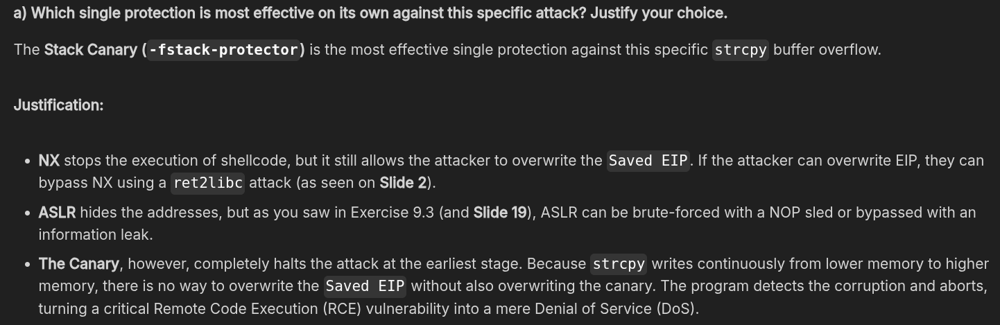 a) Which single protection is most effective on its own against this specific attack? Justify your choice.
The Stack Canary (-fstack-protector) is the most effective single protection against this specific strcpy buffer overflow.
Justification:
• NX stops the execution of shellcode, but it still allows the attacker to overwrite the Saved EIP. If the attacker can overwrite EIP, they can
bypass NX using a ret2libc attack (as seen on Slide 2).
• ASLR hides the addresses, but as you saw in Exercise 9.3 (and Slide 19), ASLR can be brute-forced with a NOP sled or bypassed with an
information leak.
• The Canary, however, completely halts the attack at the earliest stage. Because strcpy writes continuously from lower memory to higher
memory, there is no way to overwrite the Saved EIP without also overwriting the canary. The program detects the corruption and aborts,
turning a critical Remote Code Execution (RCE) vulnerability into a mere Denial of Service (DoS).